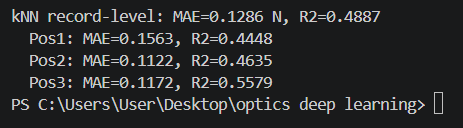 kNN record-level: MAE=0.1286 N, R2=0.4887
Pos1: MAE=0.1563, R2=0.4448
Pos2: MAE=0.1122, R2=0.4635
Pos3: MAE=0.1172, R2=0.5579
PS C:\Users\User\Desktop\optics deep learning>